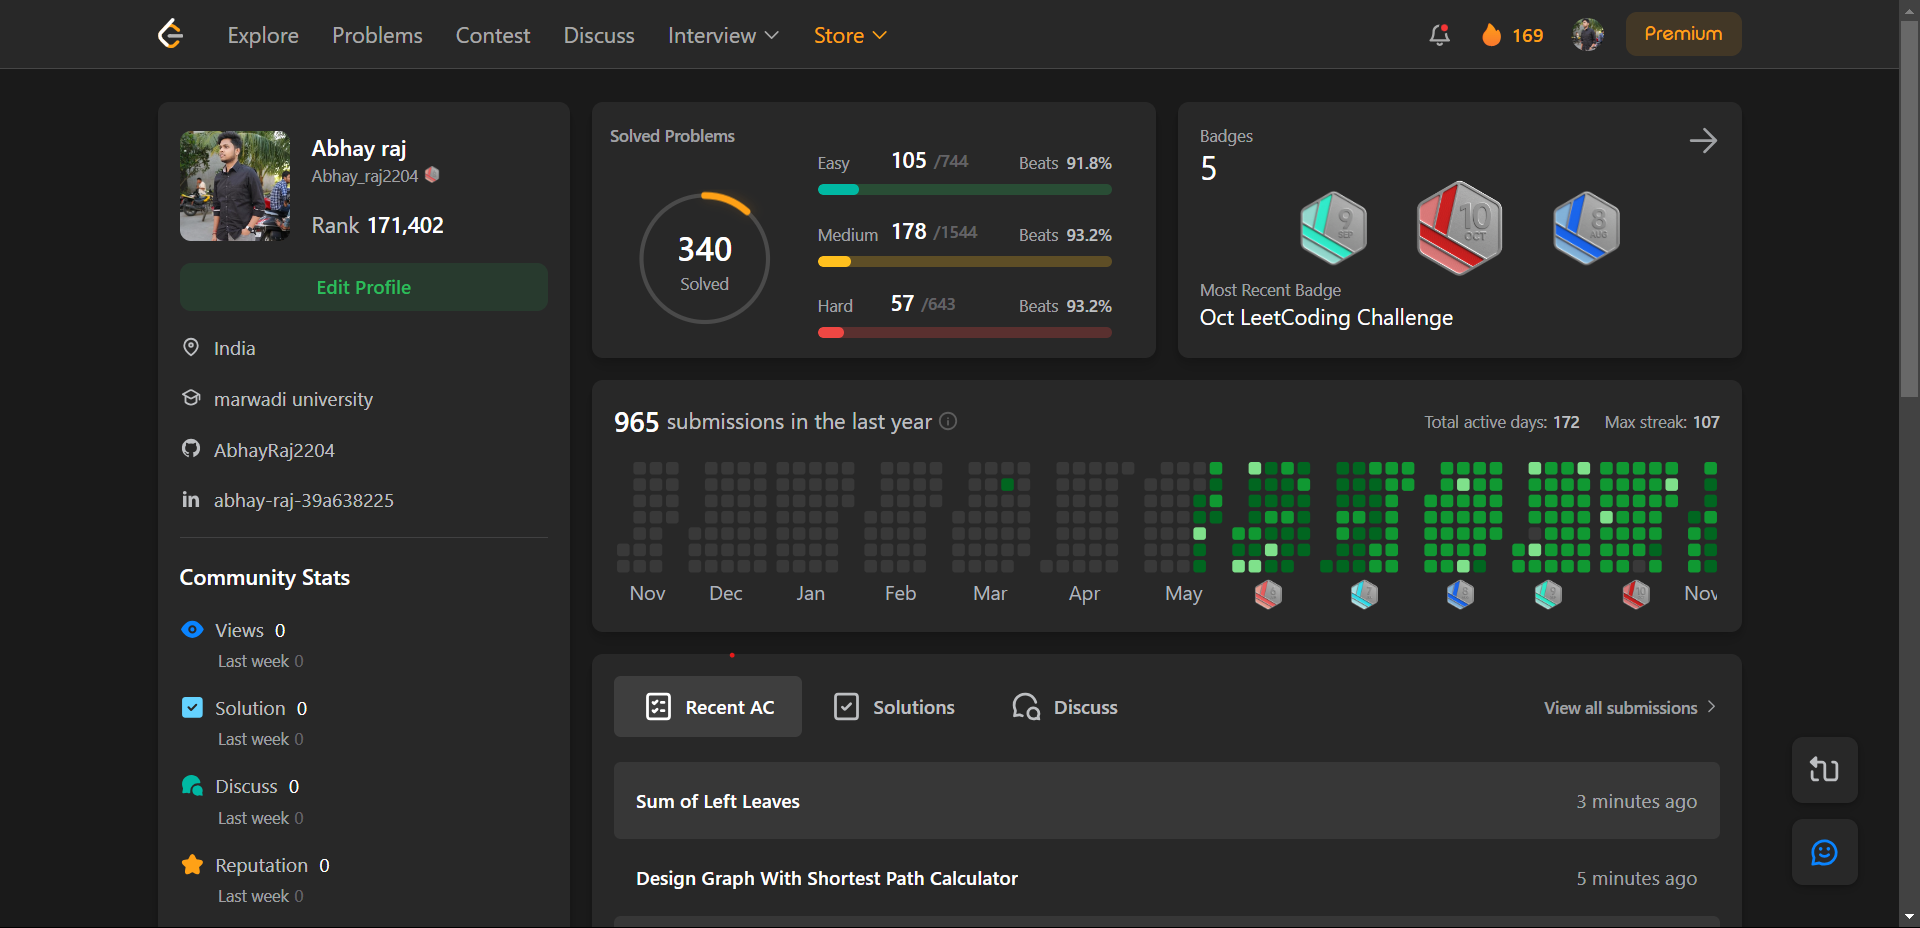 Explore Problems Contest Discuss Interview Store 169 Premium
Abhay raj
Abhay_raj2204
Rank 171,402
Edit Profile
India
marwadi university
AbhayRaj2204
abhay-raj-39a638225
Community Stats
Views 0
Last week 0
Solution 0
Last week 0
Discuss 0
Last week 0
Reputation 0
Last week 0
Solved Problems
340
Solved
Easy 105 /744 Beats 91.8%
Medium 178 /1544 Beats 93.2%
Hard 57 /643 Beats 93.2%
Badges
5
9 SEP
10 OCT
8 AUG
Most Recent Badge
Oct LeetCoding Challenge
965 submissions in the last year Total active days: 172 Max streak: 107
Nov Dec Jan Feb Mar Apr May Nov
Recent AC Solutions Discuss View all submissions
Sum of Left Leaves 3 minutes ago
Design Graph With Shortest Path Calculator 5 minutes ago